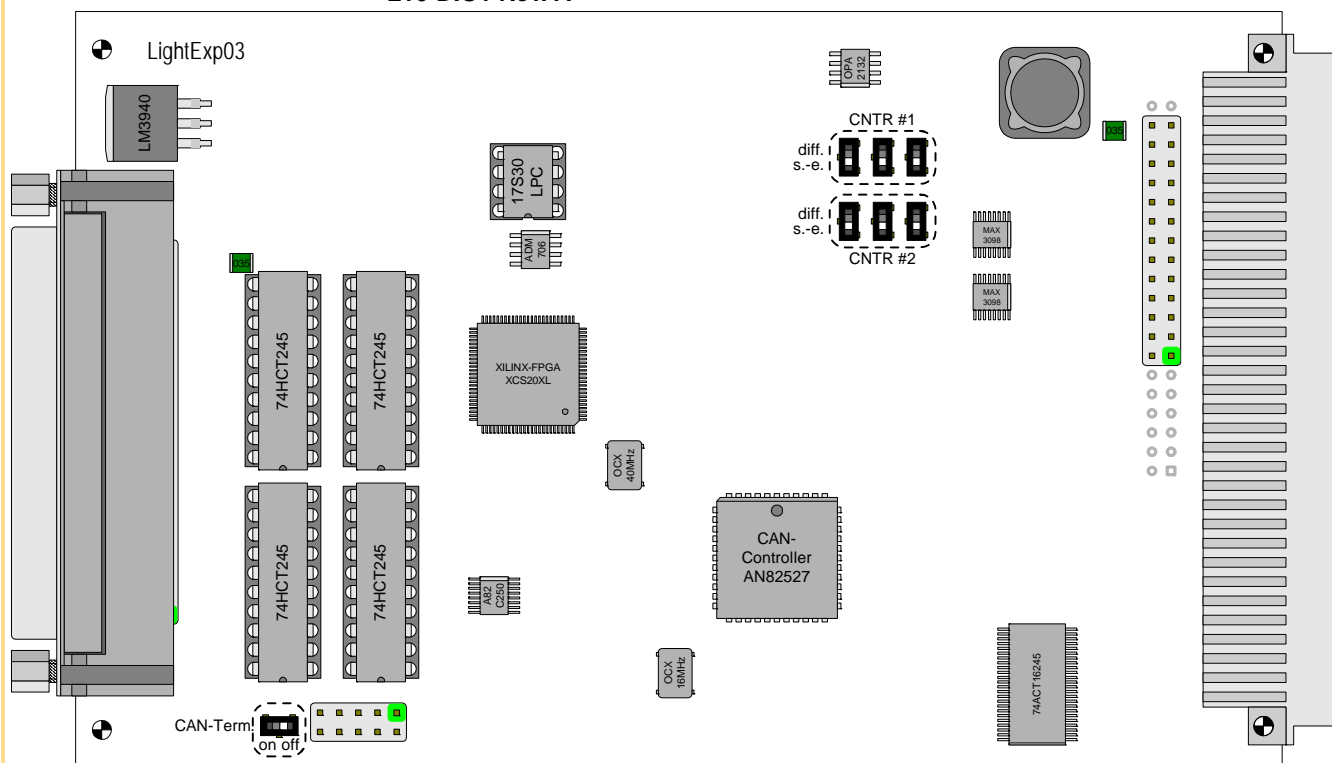 LightExp03
OPA
2132
LM3940
CNTR #1
diff.
s.-e.
035
17S30
LPC
diff.
s.-e.
CNTR #2
ADM
706
MAX
3098
MAX
3098
035
74HCT245
74HCT245
XILINX-FPGA
XCS20XL
OCX
40MHz
CAN-
Controller
AN82527
74HCT245
74HCT245
A82
C250
OCX
16MHz
74ACT16245
CAN-Term.
on off